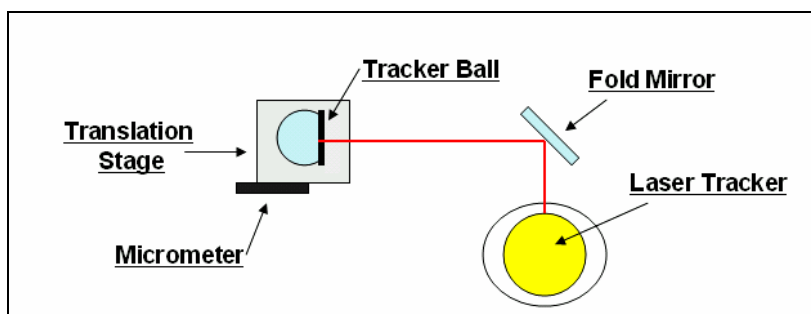 Tracker Ball
Fold Mirror
Translation
Stage
Laser Tracker
Micrometer